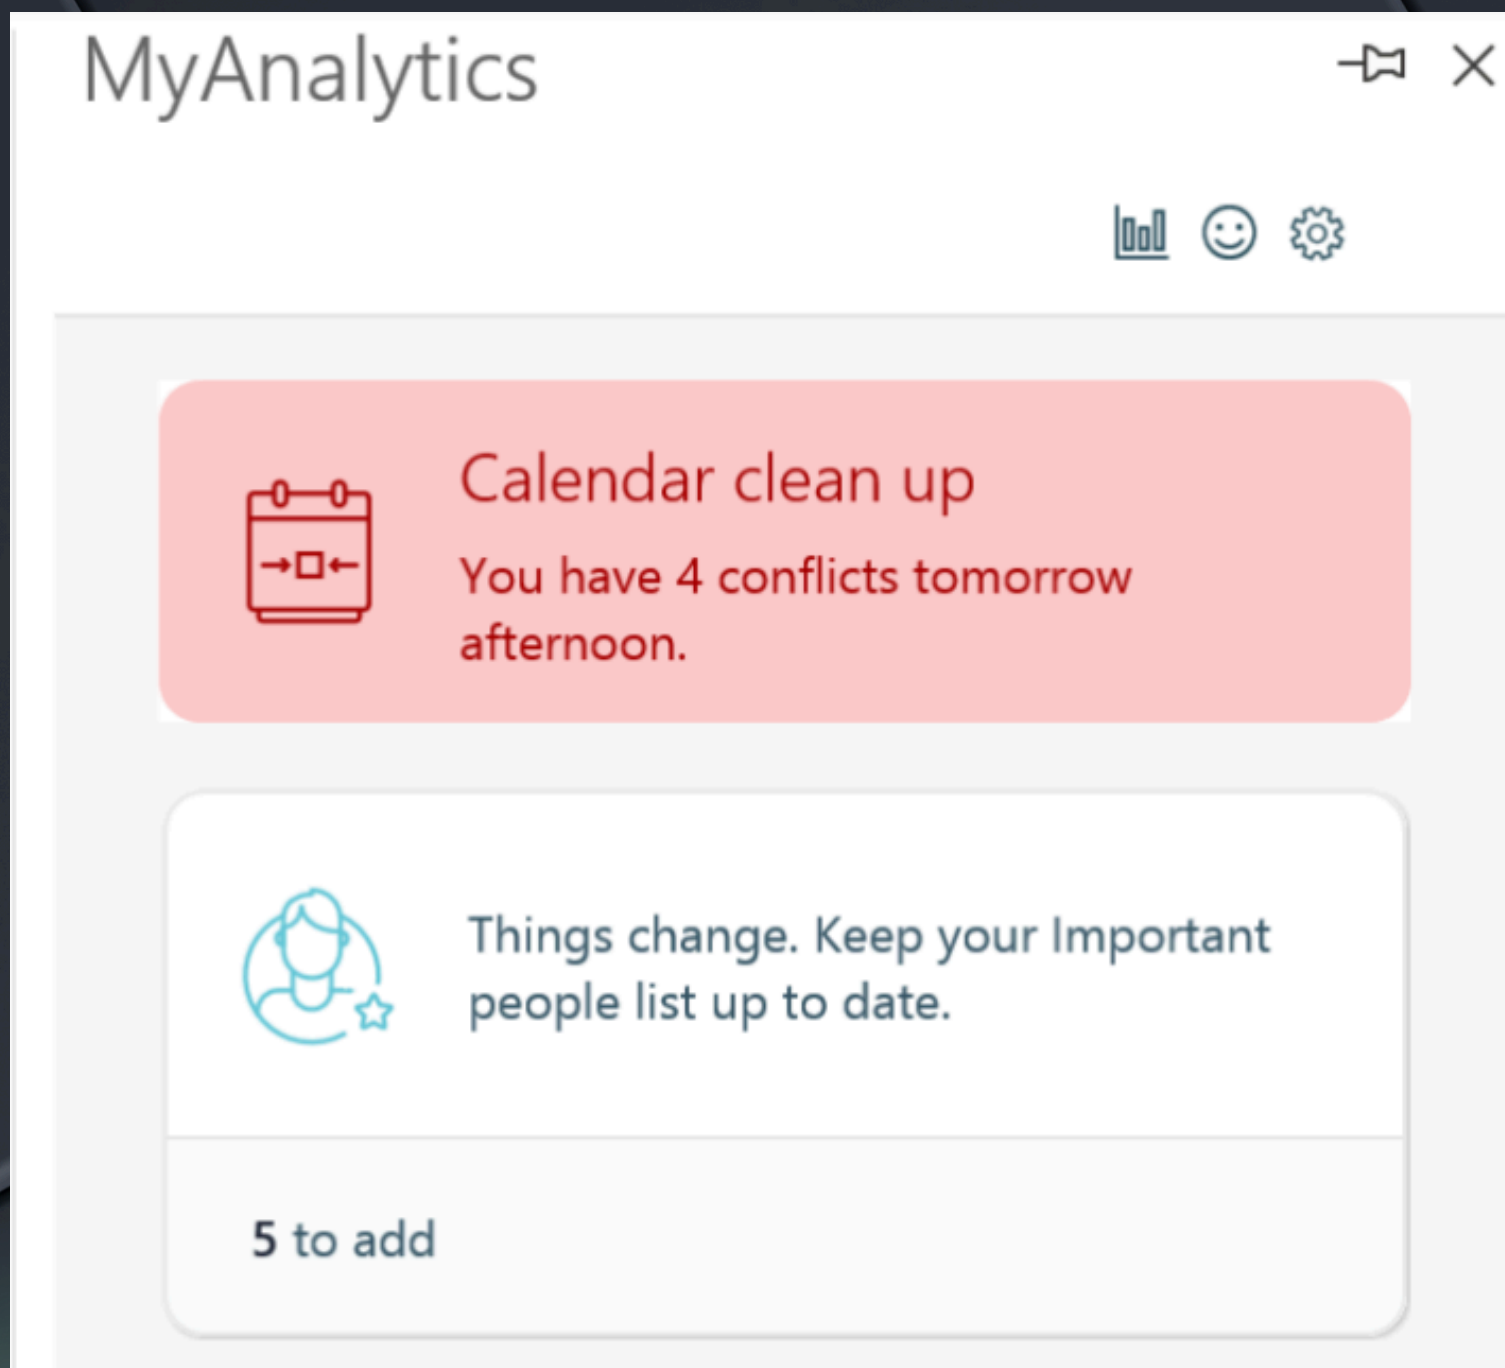 MyAnalytics
Calendar clean up
You have 4 conflicts tomorrow
afternoon.
Things change. Keep your Important
people list up to date.
5 to add